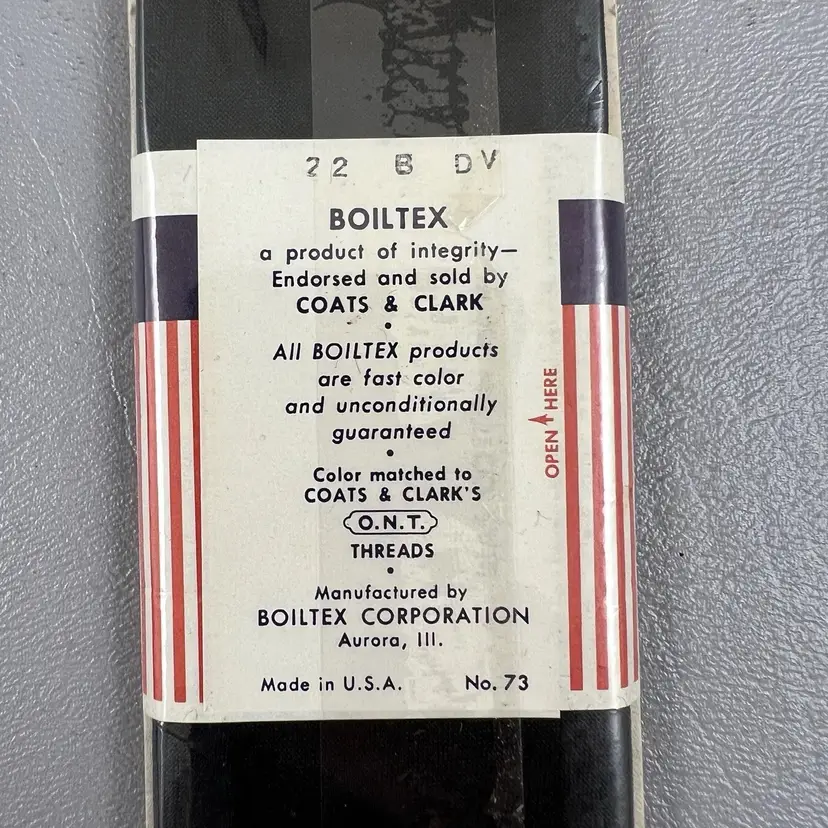 22 B DV
BOILTEX
a product of integrity—
Endorsed and sold by
COATS & CLARK
•
All BOILTEX products
are fast color
and unconditionally
guaranteed
•
Color matched to
COATS & CLARK'S
O.N.T.
THREADS
•
Manufactured by
BOILTEX CORPORATION
Aurora, Ill.
Made in U.S.A. No. 73
OPEN HERE